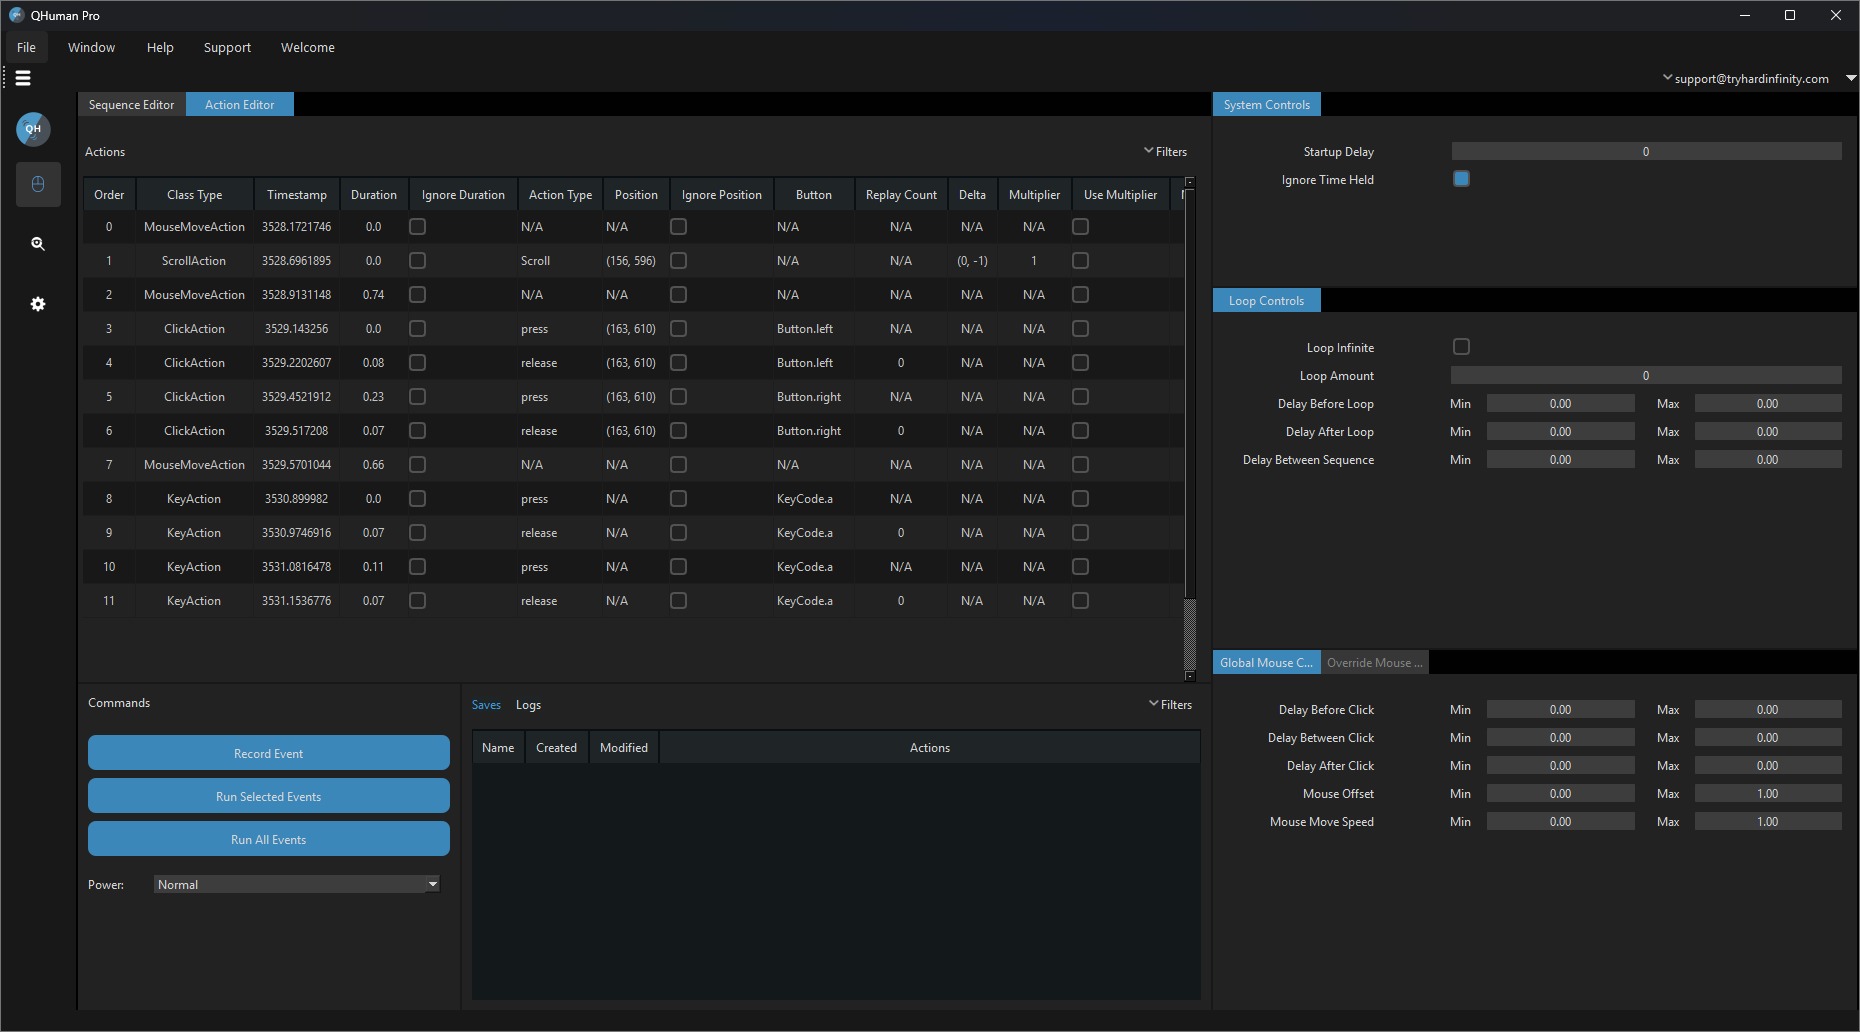 QHuman Pro
File Window Help Support Welcome
support@tryhardinfinity.com
QH
Sequence Editor Action Editor
Actions Filters
Order Class Type Timestamp Duration Ignore Duration Action Type Position Ignore Position Button Replay Count Delta Multiplier Use Multiplier
0 MouseMoveAction 3528.1721746 0.0 N/A N/A N/A N/A N/A N/A
1 ScrollAction 3528.6961895 0.0 Scroll (156, 596) N/A N/A (0, -1) 1
2 MouseMoveAction 3528.9131148 0.74 N/A N/A N/A N/A N/A N/A
3 ClickAction 3529.143256 0.0 press (163, 610) Button.left N/A N/A N/A
4 ClickAction 3529.2202607 0.08 release (163, 610) Button.left 0 N/A N/A
5 ClickAction 3529.4521912 0.23 press (163, 610) Button.right N/A N/A N/A
6 ClickAction 3529.517208 0.07 release (163, 610) Button.right 0 N/A N/A
7 MouseMoveAction 3529.5701044 0.66 N/A N/A N/A N/A N/A N/A
8 KeyAction 3530.899982 0.0 press N/A KeyCode.a N/A N/A N/A
9 KeyAction 3530.9746916 0.07 release N/A KeyCode.a 0 N/A N/A
10 KeyAction 3531.0816478 0.11 press N/A KeyCode.a N/A N/A N/A
11 KeyAction 3531.1536776 0.07 release N/A KeyCode.a 0 N/A N/A
Commands
Record Event
Run Selected Events
Run All Events
Power: Normal
Saves Logs Filters
Name Created Modified Actions
System Controls
Startup Delay 0
Ignore Time Held
Loop Controls
Loop Infinite
Loop Amount 0
Delay Before Loop Min 0.00 Max 0.00
Delay After Loop Min 0.00 Max 0.00
Delay Between Sequence Min 0.00 Max 0.00
Global Mouse C... Override Mouse ...
Delay Before Click Min 0.00 Max 0.00
Delay Between Click Min 0.00 Max 0.00
Delay After Click Min 0.00 Max 0.00
Mouse Offset Min 0.00 Max 1.00
Mouse Move Speed Min 0.00 Max 1.00